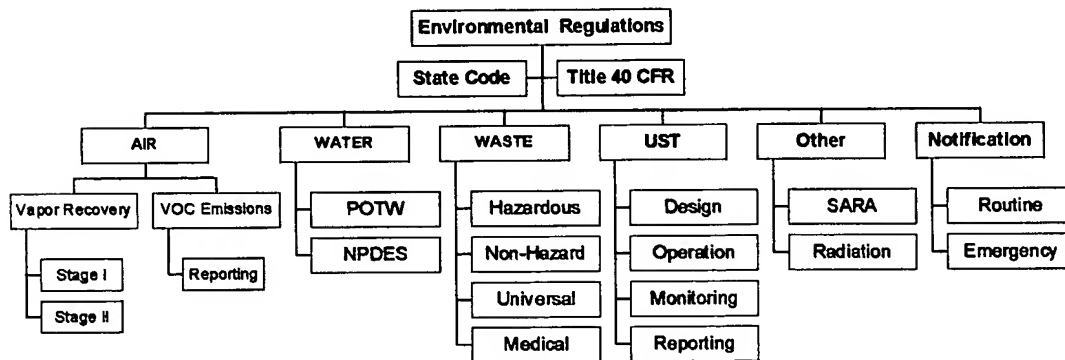 Environmental Regulations
State Code
Title 40 CFR
AIR
WATER
WASTE
UST
Other
Notification
Vapor Recovery
VOC Emissions
POTW
Hazardous
Design
SARA
Routine
NPDES
Non-Hazard
Operation
Radiation
Emergency
Stage I
Reporting
Universal
Monitoring
Stage II
Medical
Reporting